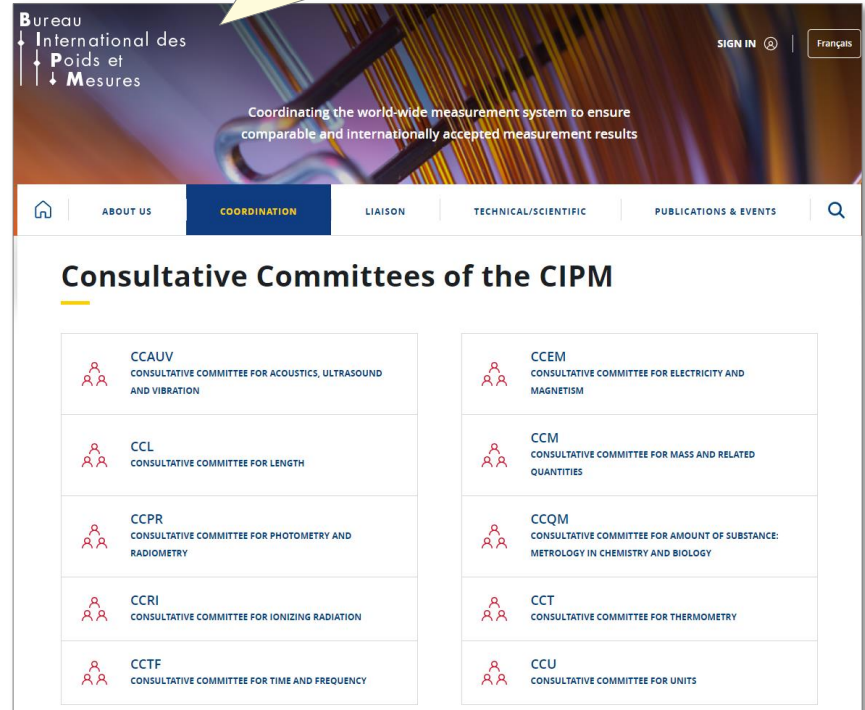 Bureau
International des
Poids et
Mesures
SIGN IN
Français
Coordinating the world-wide measurement system to ensure
comparable and internationally accepted measurement results
ABOUT US
COORDINATION
LIAISON
TECHNICAL/SCIENTIFIC
PUBLICATIONS & EVENTS
Consultative Committees of the CIPM
CCAUV
CONSULTATIVE COMMITTEE FOR ACOUSTICS, ULTRASOUND
AND VIBRATION
CCEM
CONSULTATIVE COMMITTEE FOR ELECTRICITY AND
MAGNETISM
CCL
CONSULTATIVE COMMITTEE FOR LENGTH
CCM
CONSULTATIVE COMMITTEE FOR MASS AND RELATED
QUANTITIES
CCPR
CONSULTATIVE COMMITTEE FOR PHOTOMETRY AND
RADIOMETRY
CCQM
CONSULTATIVE COMMITTEE FOR AMOUNT OF SUBSTANCE:
METROLOGY IN CHEMISTRY AND BIOLOGY
CCRI
CONSULTATIVE COMMITTEE FOR IONIZING RADIATION
CCT
CONSULTATIVE COMMITTEE FOR THERMOMETRY
CCTF
CONSULTATIVE COMMITTEE FOR TIME AND FREQUENCY
CCU
CONSULTATIVE COMMITTEE FOR UNITS